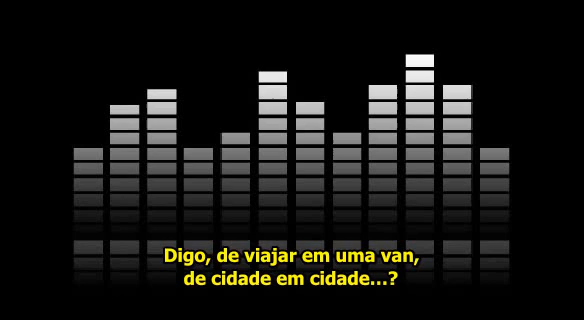 Digo, de viajar em uma van,
de cidade em cidade...?